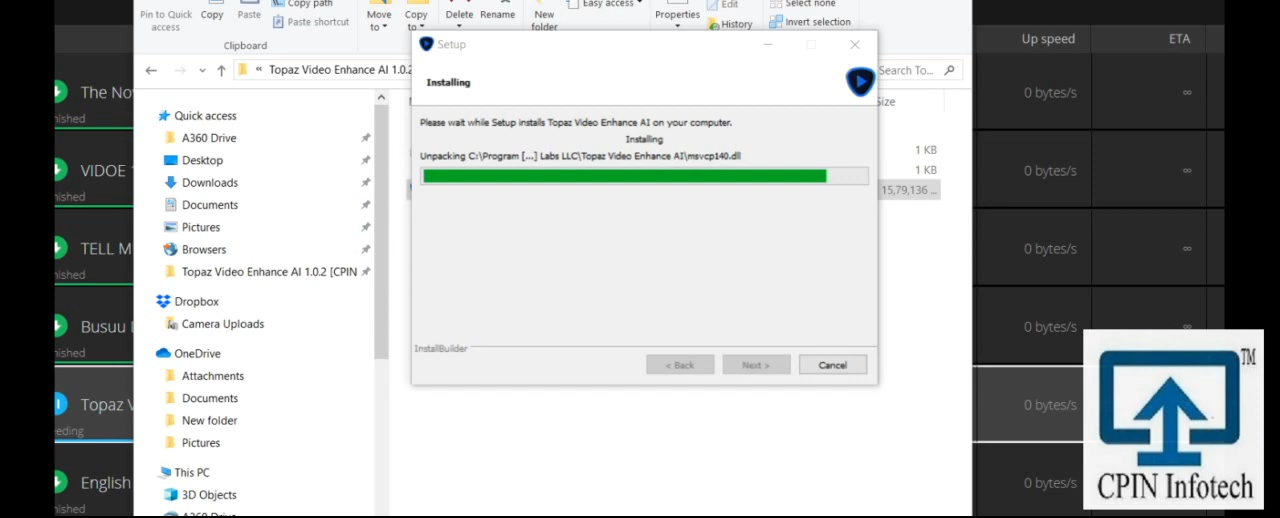 Copy path
Easy access
Edit
Select none
Pin to Quick access
Copy
Paste
Paste shortcut
Move to
Copy to
Delete
Rename
New folder
Properties
History
Invert selection
Clipboard
Up speed
ETA
Setup
« Topaz Video Enhance AI 1.0.2
Search To...
Installing
Size
Please wait while Setup installs Topaz Video Enhance AI on your computer.
Installing
Unpacking C:\Program [...] Labs LLC\Topaz Video Enhance AI\msvcp140.dll
1 KB
1 KB
15,79,136 ...
InstallBuilder
< Back
Next >
Cancel
Quick access
A360 Drive
Desktop
Downloads
Documents
Pictures
Browsers
Topaz Video Enhance AI 1.0.2 [CPIN
Dropbox
Camera Uploads
OneDrive
Attachments
Documents
New folder
Pictures
This PC
3D Objects
A360 Drive
The No
nished
VIDOE
nished
TELL M
nished
Busuu
nished
Topaz V
eding
English
nished
0 bytes/s
∞
0 bytes/s
∞
0 bytes/s
∞
0 bytes/s
∞
0 bytes/s
0 bytes/s
TM
CPIN Infotech